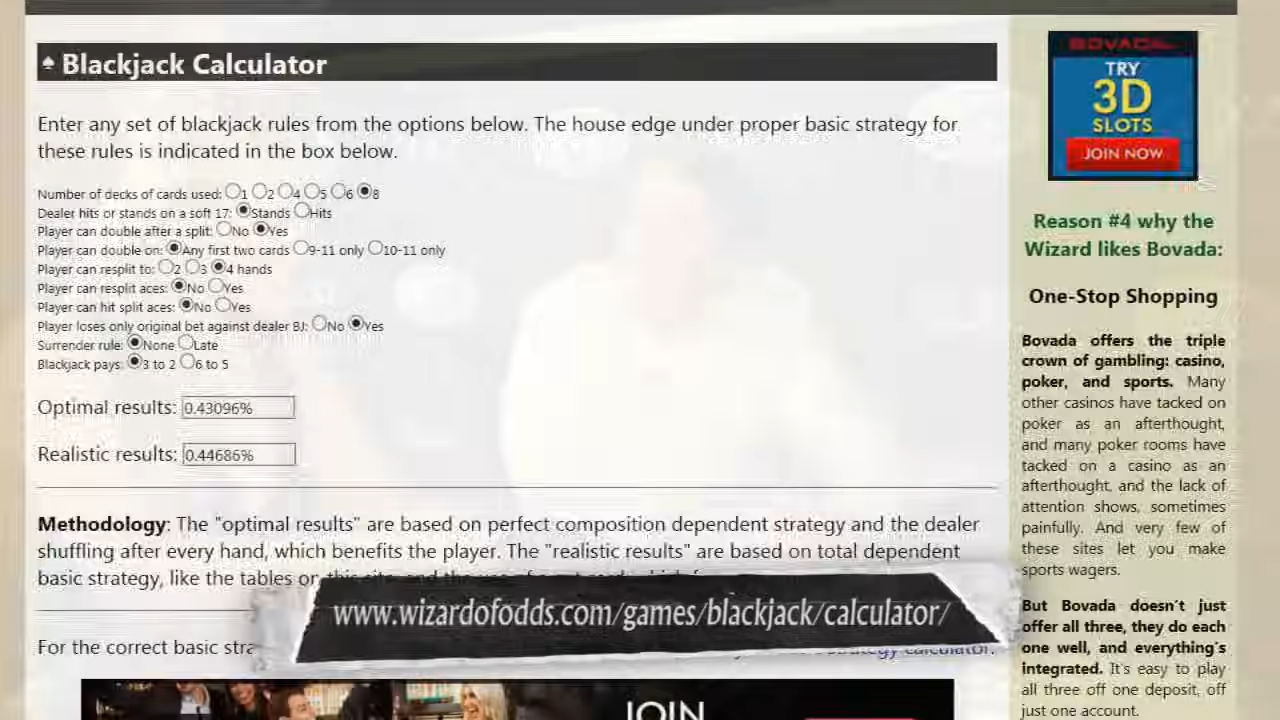 ♠ Blackjack Calculator
Enter any set of blackjack rules from the options below. The house edge under proper basic strategy for
these rules is indicated in the box below.
Number of decks of cards used: 1 2 4 5 6 8
Dealer hits or stands on a soft 17: Stands Hits
Player can double after a split: No Yes
Player can double on: Any first two cards 9-11 only 10-11 only
Player can resplit to: 2 3 4 hands
Player can resplit aces: No Yes
Player can hit split aces: No Yes
Player loses only original bet against dealer BJ: No Yes
Surrender rule: None Late
Blackjack pays: 3 to 2 6 to 5
Optimal results: 0.43096%
Realistic results: 0.44686%
Methodology: The "optimal results" are based on perfect composition dependent strategy and the dealer
shuffling after every hand, which benefits the player. The "realistic results" are based on total dependent
basic strategy, like the tables on this site, and the
For the correct basic
calculator.
www.wizardofodds.com/games/blackjack/calculator/
JOIN
BOVADA
TRY
3D
SLOTS
JOIN NOW
Reason #4 why the
Wizard likes Bovada:
One-Stop Shopping
Bovada offers the triple
crown of gambling: casino,
poker, and sports. Many
other casinos have tacked on
poker as an afterthought,
and many poker rooms have
tacked on a casino as an
afterthought, and the lack of
attention shows, sometimes
painfully. And very few of
these sites let you make
sports wagers.
But Bovada doesn't just
offer all three, they do each
one well, and everything's
integrated. It's easy to play
all three off one deposit, off
just one account.